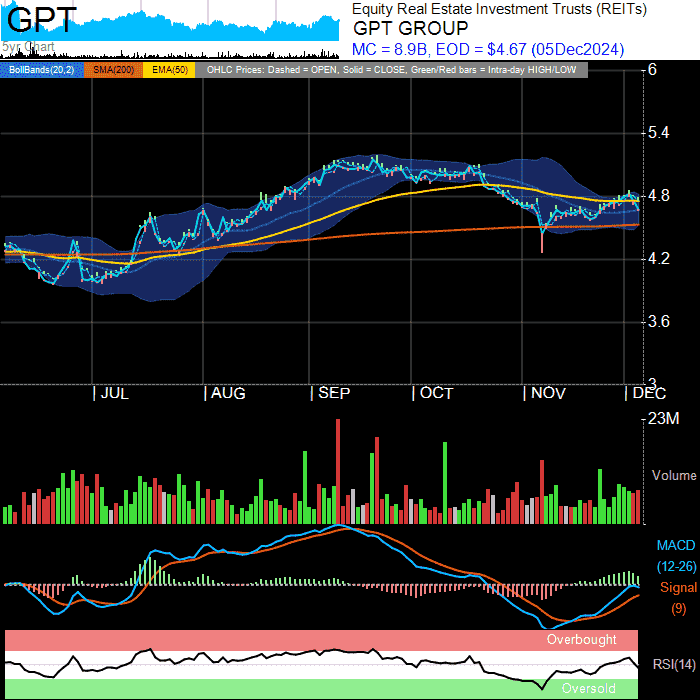 GPT
5yr Chart
Equity Real Estate Investment Trusts (REITs)
GPT GROUP
MC = 8.9B, EOD = $4.67 (05Dec2024)
BollBands(20,2) SMA(200) EMA(50) OHLC Prices: Dashed = OPEN, Solid = CLOSE, Green/Red bars = Intra-day HIGH/LOW
6
5.4
4.8
4.2
3.6
3
JUL AUG SEP OCT NOV DEC
23M
Volume
MACD
(12-26)
Signal
(9)
Overbought
RSI(14)
Oversold